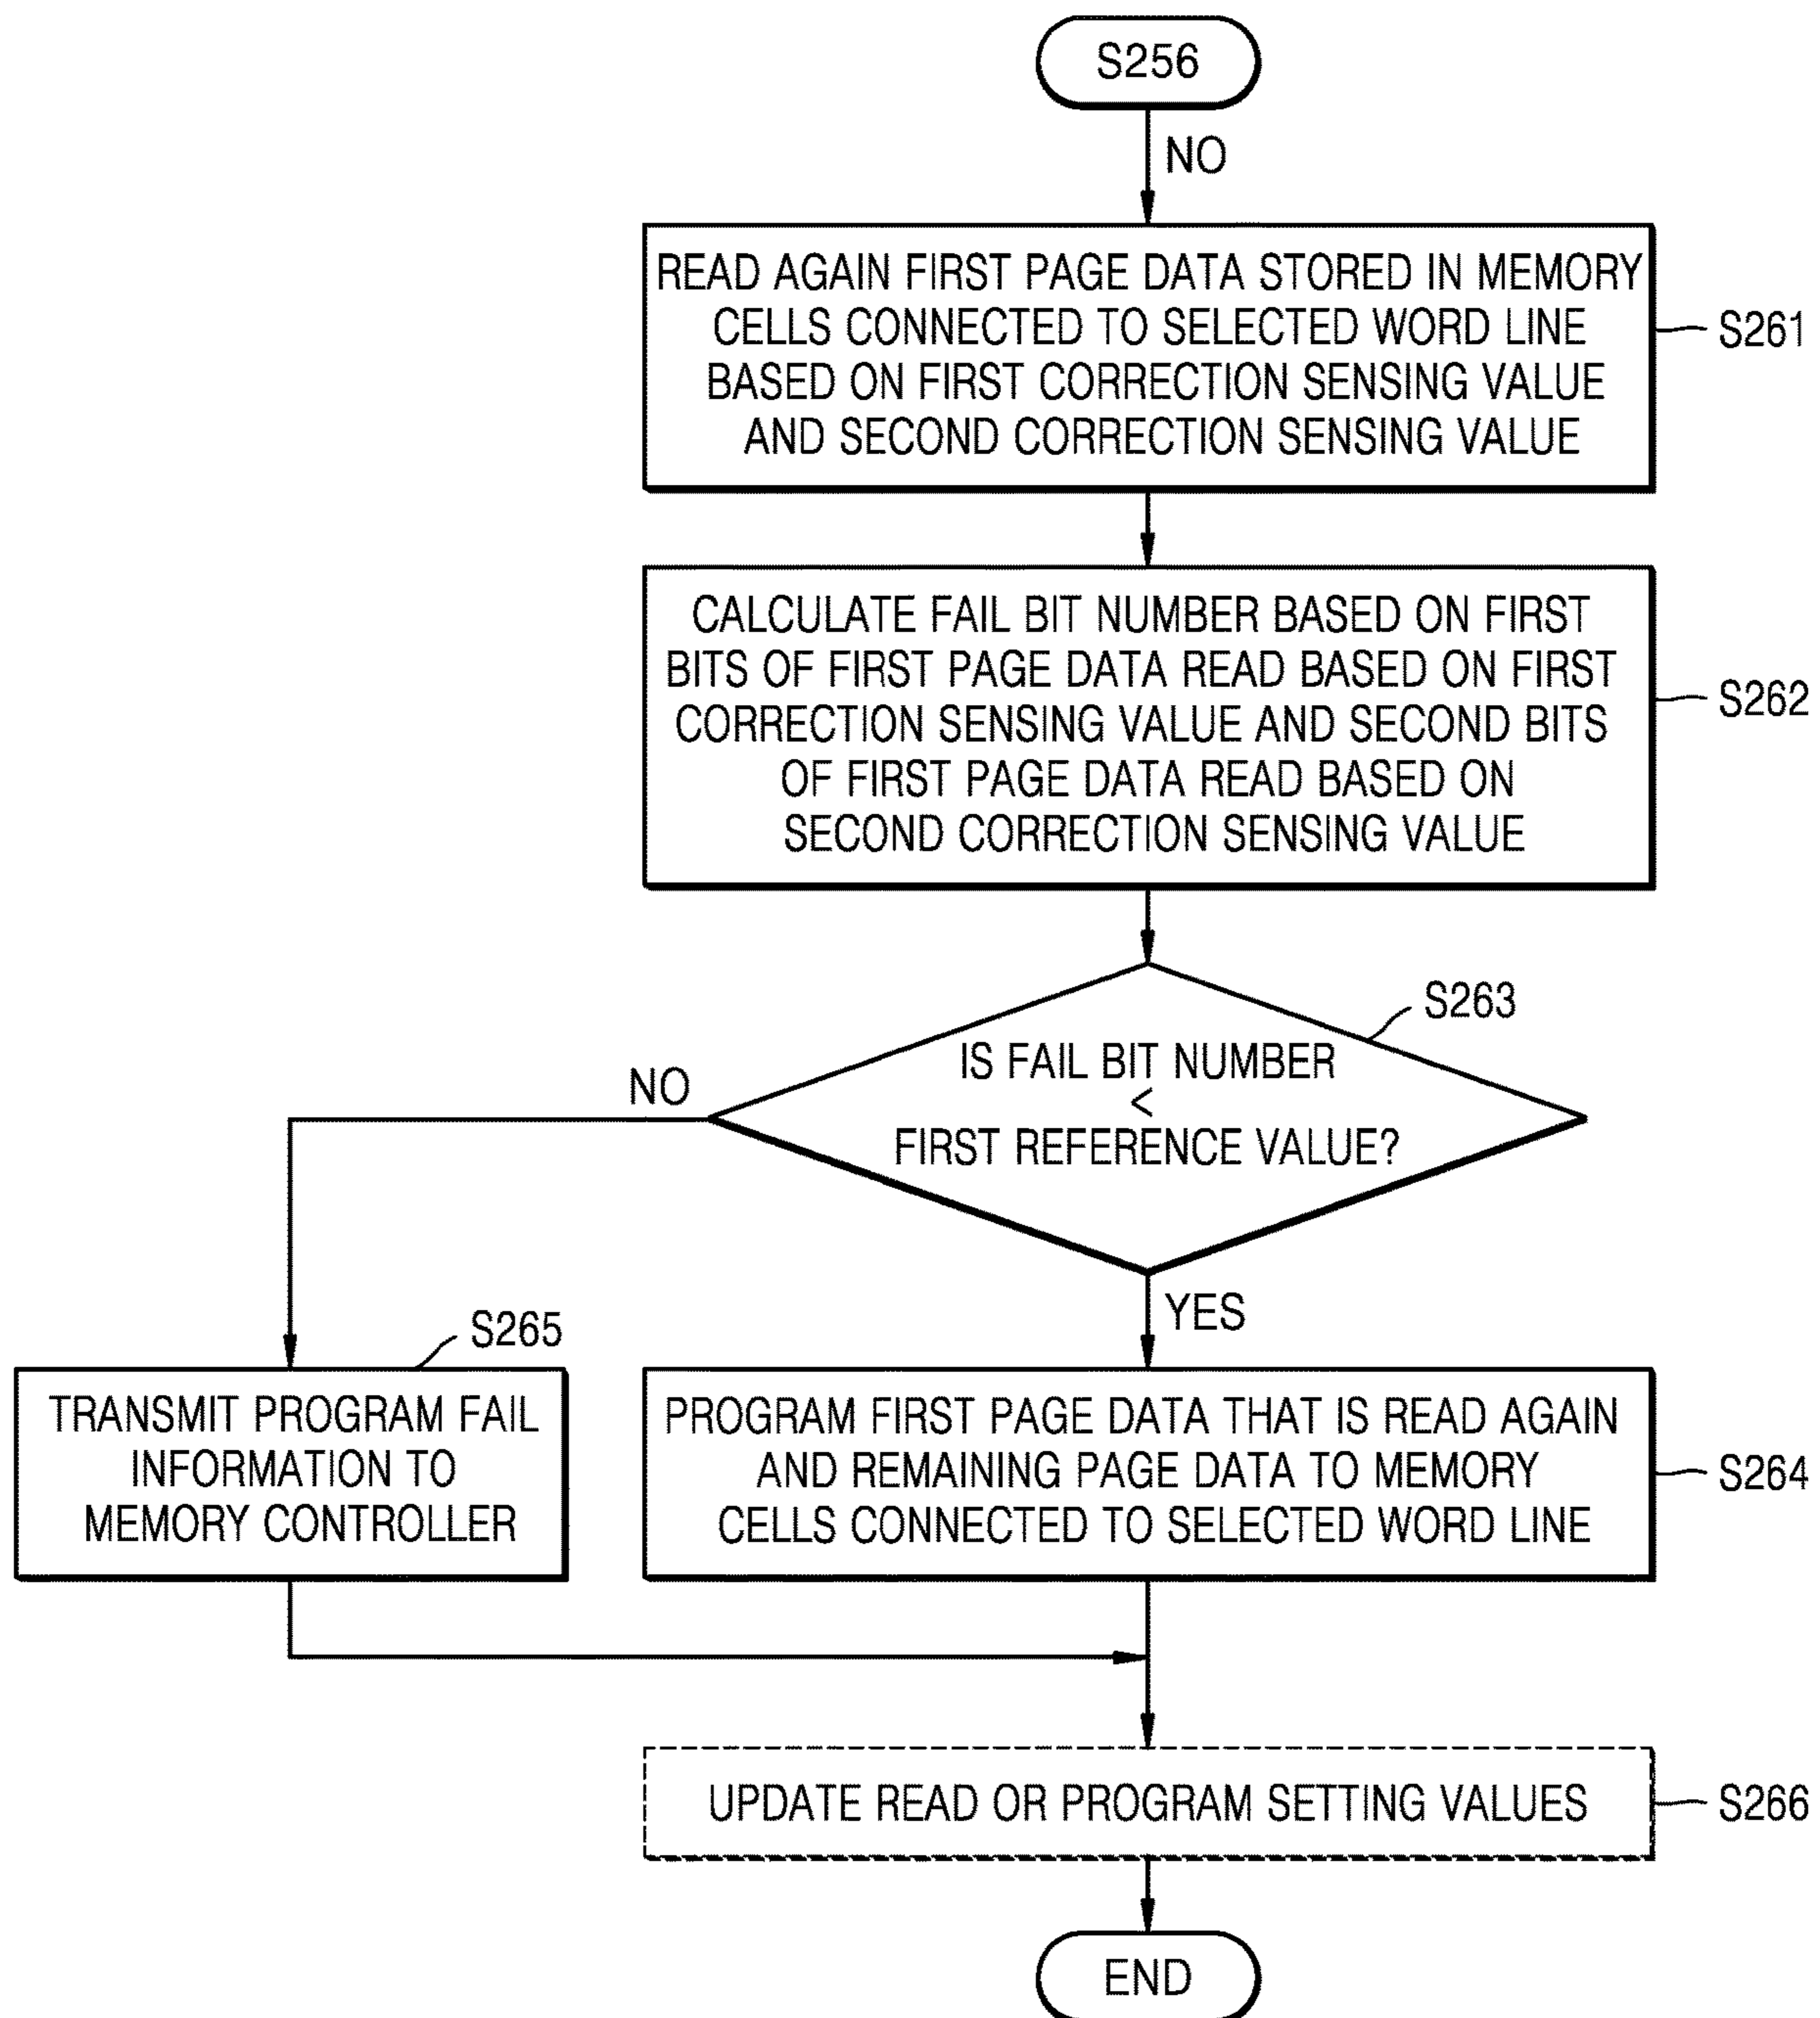 S256
NO
READ AGAIN FIRST PAGE DATA STORED IN MEMORY
CELLS CONNECTED TO SELECTED WORD LINE
BASED ON FIRST CORRECTION SENSING VALUE
AND SECOND CORRECTION SENSING VALUE
S261
CALCULATE FAIL BIT NUMBER BASED ON FIRST
BITS OF FIRST PAGE DATA READ BASED ON FIRST
CORRECTION SENSING VALUE AND SECOND BITS
OF FIRST PAGE DATA READ BASED ON
SECOND CORRECTION SENSING VALUE
S262
S263
IS FAIL BIT NUMBER
<
FIRST REFERENCE VALUE?
NO
YES
S265
TRANSMIT PROGRAM FAIL
INFORMATION TO
MEMORY CONTROLLER
PROGRAM FIRST PAGE DATA THAT IS READ AGAIN
AND REMAINING PAGE DATA TO MEMORY
CELLS CONNECTED TO SELECTED WORD LINE
S264
UPDATE READ OR PROGRAM SETTING VALUES
S266
END